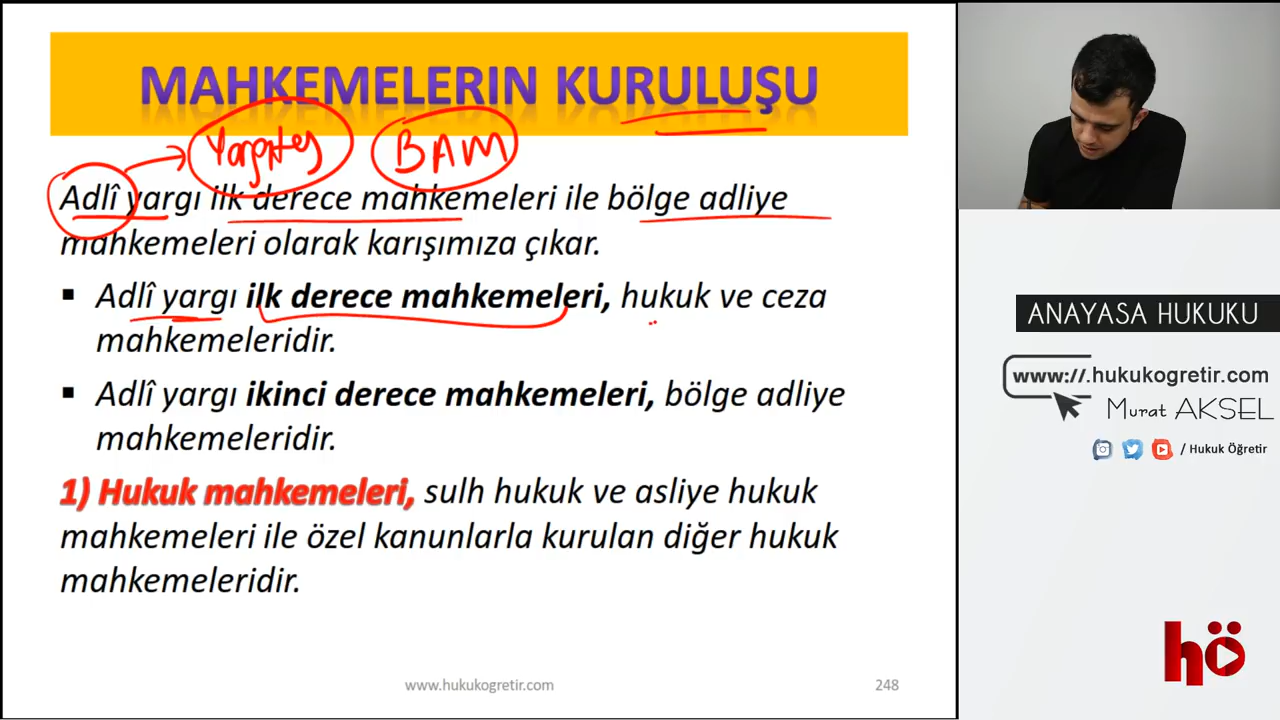 MAHKEMELERİN KURULUŞU
Yargıtay BAM
Adlî yargı ilk derece mahkemeleri ile bölge adliye
mahkemeleri olarak karışımıza çıkar.
▪ Adlî yargı ilk derece mahkemeleri, hukuk ve ceza
mahkemeleridir.
▪ Adlî yargı ikinci derece mahkemeleri, bölge adliye
mahkemeleridir.
1) Hukuk mahkemeleri, sulh hukuk ve asliye hukuk
mahkemeleri ile özel kanunlarla kurulan diğer hukuk
mahkemeleridir.
www.hukukogretir.com
248
ANAYASA HUKUKU
www://.hukukogretir.com
Murat AKSEL
/ Hukuk Öğretir
hö